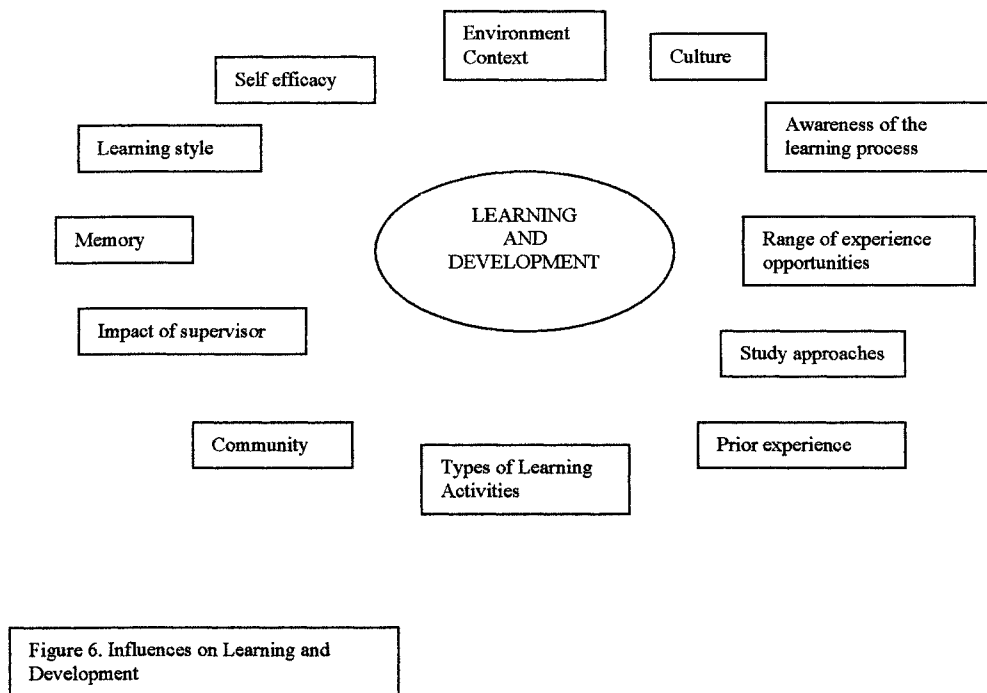 Environment
Context
Culture
Self efficacy
Awareness of the
learning process
Learning style
LEARNING
AND
DEVELOPMENT
Memory
Range of experience
opportunities
Impact of supervisor
Study approaches
Community
Types of Learning
Activities
Prior experience
Figure 6. Influences on Learning and
Development